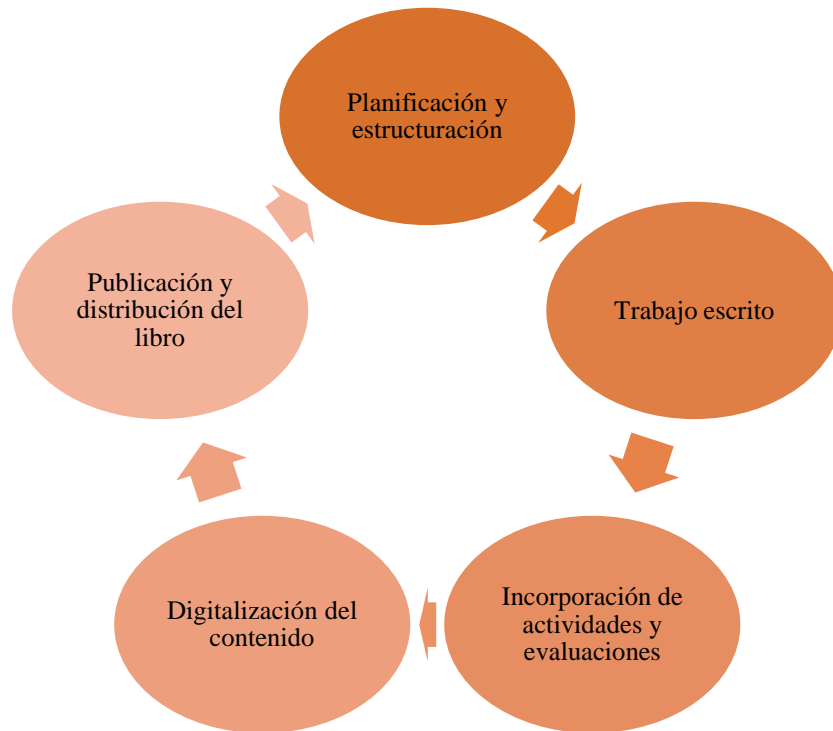 Planificación y
estructuración
Trabajo escrito
Incorporación de
actividades y
evaluaciones
Digitalización del
contenido
Publicación y
distribución del
libro